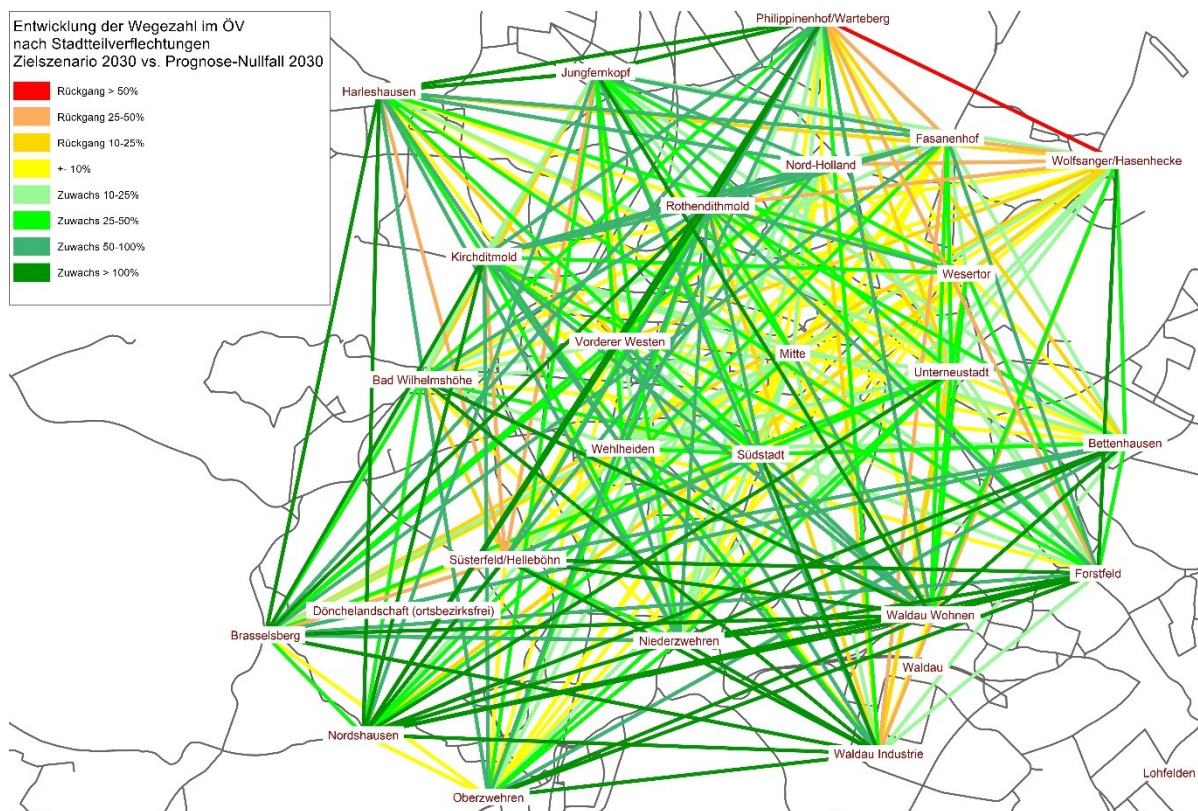 Entwicklung der Wegezahl im ÖV
nach Stadtteilverflechtungen
Zielszenario 2030 vs. Prognose-Nullfall 2030
Rückgang > 50%
Rückgang 25-50%
Rückgang 10-25%
+- 10%
Zuwachs 10-25%
Zuwachs 25-50%
Zuwachs 50-100%
Zuwachs > 100%
Philippinenhof/Warteberg
Jungfernkopf
Harleshausen
Fasanenhof
Wolfsanger/Hasenhecke
Nord-Holland
Rothendithmold
Kirchditmold
Wesertor
Vorderer Westen
Mitte
Bad Wilhelmshöhe
Unterneustadt
Bettenhausen
Wehlheiden
Südstadt
Süsterfeld/Helleböhn
Forstfeld
Dönchelandschaft (ortsbezirksfrei)
Waldau Wohnen
Brasselsberg
Niederzwehren
Waldau
Nordshausen
Waldau Industrie
Lohfelden
Oberzwehren